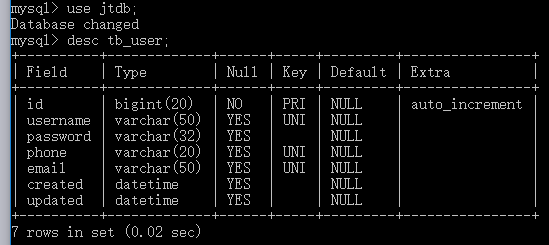 mysql> use jtdb;
Database changed
mysql> desc tb_user;
+----------+-------------+------+-----+---------+----------------+
| Field | Type | Null | Key | Default | Extra |
+----------+-------------+------+-----+---------+----------------+
| id | bigint(20) | NO | PRI | NULL | auto_increment |
| username | varchar(50) | YES | UNI | NULL | |
| password | varchar(32) | YES | | NULL | |
| phone | varchar(20) | YES | UNI | NULL | |
| email | varchar(50) | YES | UNI | NULL | |
| created | datetime | YES | | NULL | |
| updated | datetime | YES | | NULL | |
+----------+-------------+------+-----+---------+----------------+
7 rows in set (0.02 sec)